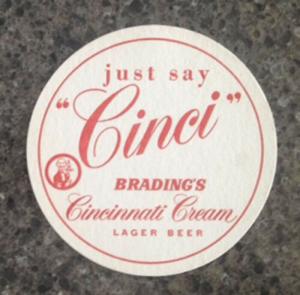 just say
"Cinci"
BRADING'S
Cincinnati Cream
LAGER BEER